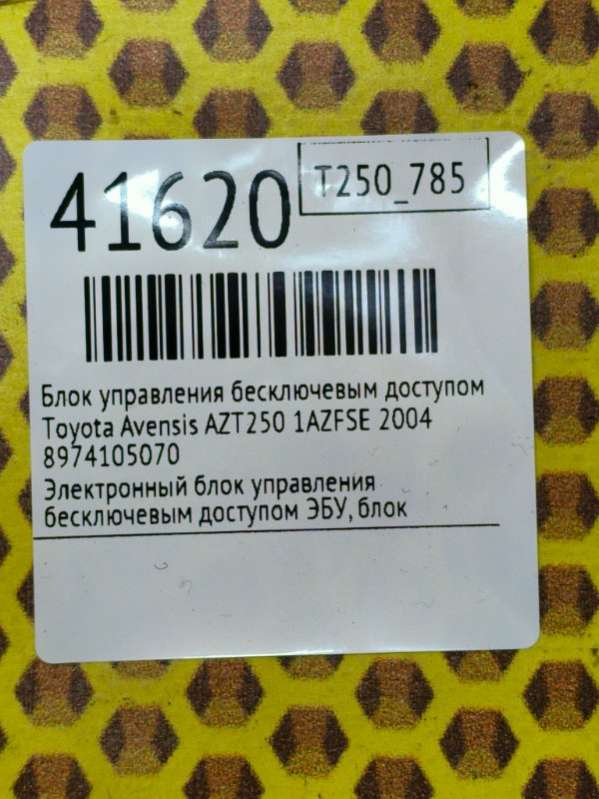 41620
T250_785
Блок управления бесключевым доступом
Toyota Avensis AZT250 1AZFSE 2004
8974105070
Электронный блок управления
бесключевым доступом ЭБУ, блок